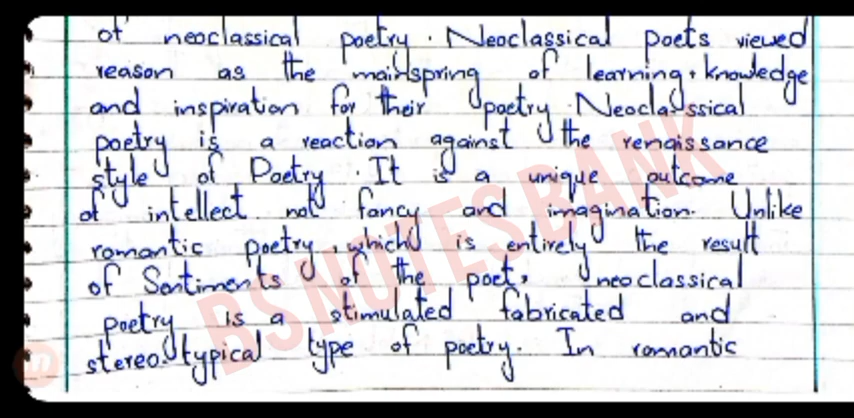 of neoclassical poetry. Neoclassical poets viewed
reason as the mainspring of learning, knowledge
and inspiration for their poetry. Neoclassical
poetry is a reaction against the renaissance
style of Poetry. It is a unique outcome
of intellect not fancy and imagination. Unlike
romantic poetry, which is entirely the result
of Sentiments of the poet, neoclassical
poetry is a stimulated fabricated and
stereotypical type of poetry. In romantic
BSNOTESBANK